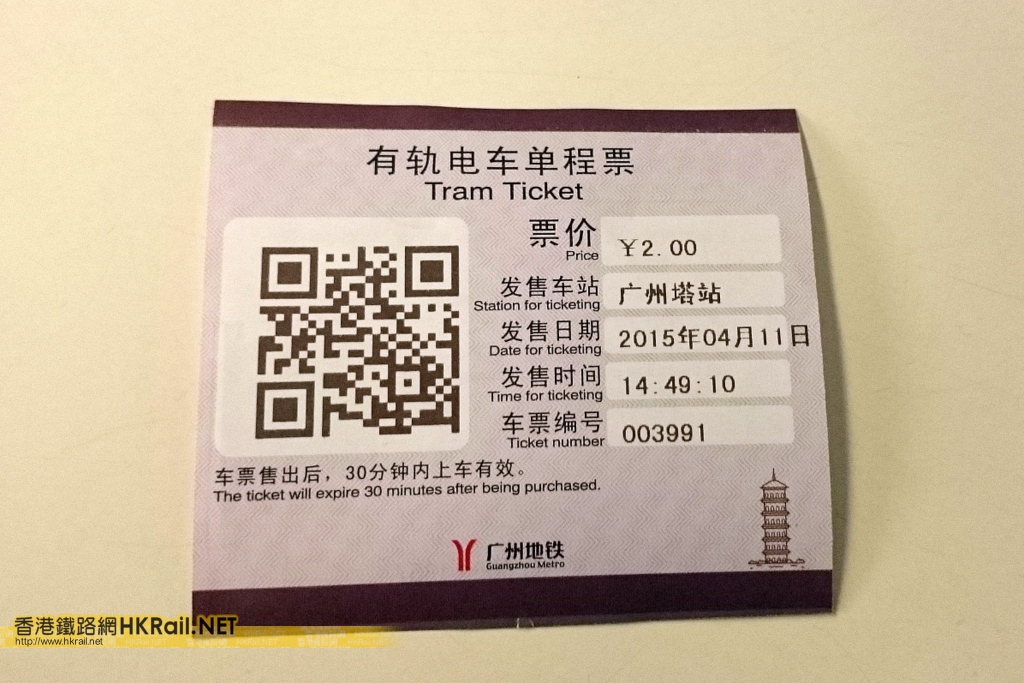 有轨电车单程票
Tram Ticket
票价 ￥2.00
Price
发售车站 广州塔站
Station for ticketing
发售日期 2015年04月11日
Date for ticketing
发售时间 14:49:10
Time for ticketing
车票编号 003991
Ticket number
车票售出后，30分钟内上车有效。
The ticket will expire 30 minutes after being purchased.
广州地铁
Guangzhou Metro
香港鐵路網HKRail.NET
http://www.hkrail.net